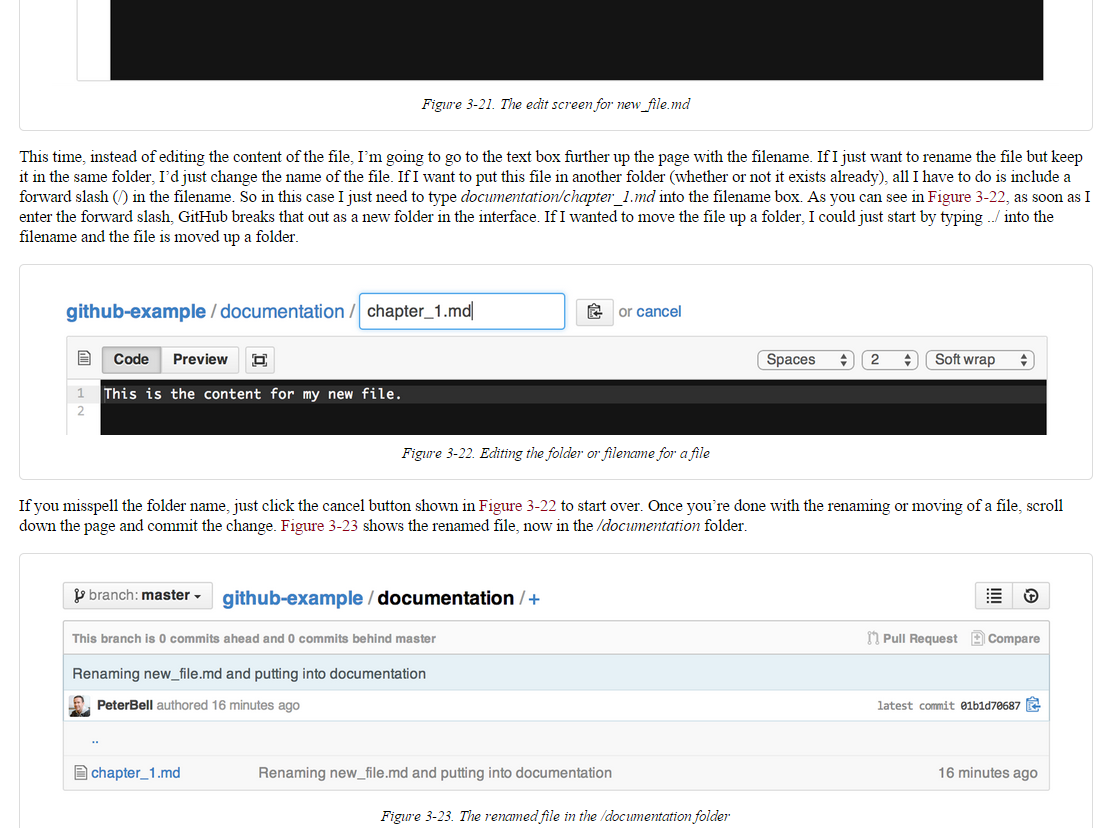 Figure 3-21. The edit screen for new_file.md
This time, instead of editing the content of the file, I’m going to go to the text box further up the page with the filename. If I just want to rename the file but keep
it in the same folder, I’d just change the name of the file. If I want to put this file in another folder (whether or not it exists already), all I have to do is include a
forward slash (/) in the filename. So in this case I just need to type documentation/chapter_1.md into the filename box. As you can see in Figure 3-22, as soon as I
enter the forward slash, GitHub breaks that out as a new folder in the interface. If I wanted to move the file up a folder, I could just start by typing ../ into the
filename and the file is moved up a folder.
github-example / documentation / chapter_1.md or cancel
Code Preview Spaces 2 Soft wrap
1 This is the content for my new file.
2
Figure 3-22. Editing the folder or filename for a file
If you misspell the folder name, just click the cancel button shown in Figure 3-22 to start over. Once you’re done with the renaming or moving of a file, scroll
down the page and commit the change. Figure 3-23 shows the renamed file, now in the /documentation folder.
branch: master github-example / documentation / +
This branch is 0 commits ahead and 0 commits behind master Pull Request Compare
Renaming new_file.md and putting into documentation
PeterBell authored 16 minutes ago latest commit 01b1d70687
..
chapter_1.md Renaming new_file.md and putting into documentation 16 minutes ago
Figure 3-23. The renamed file in the /documentation folder